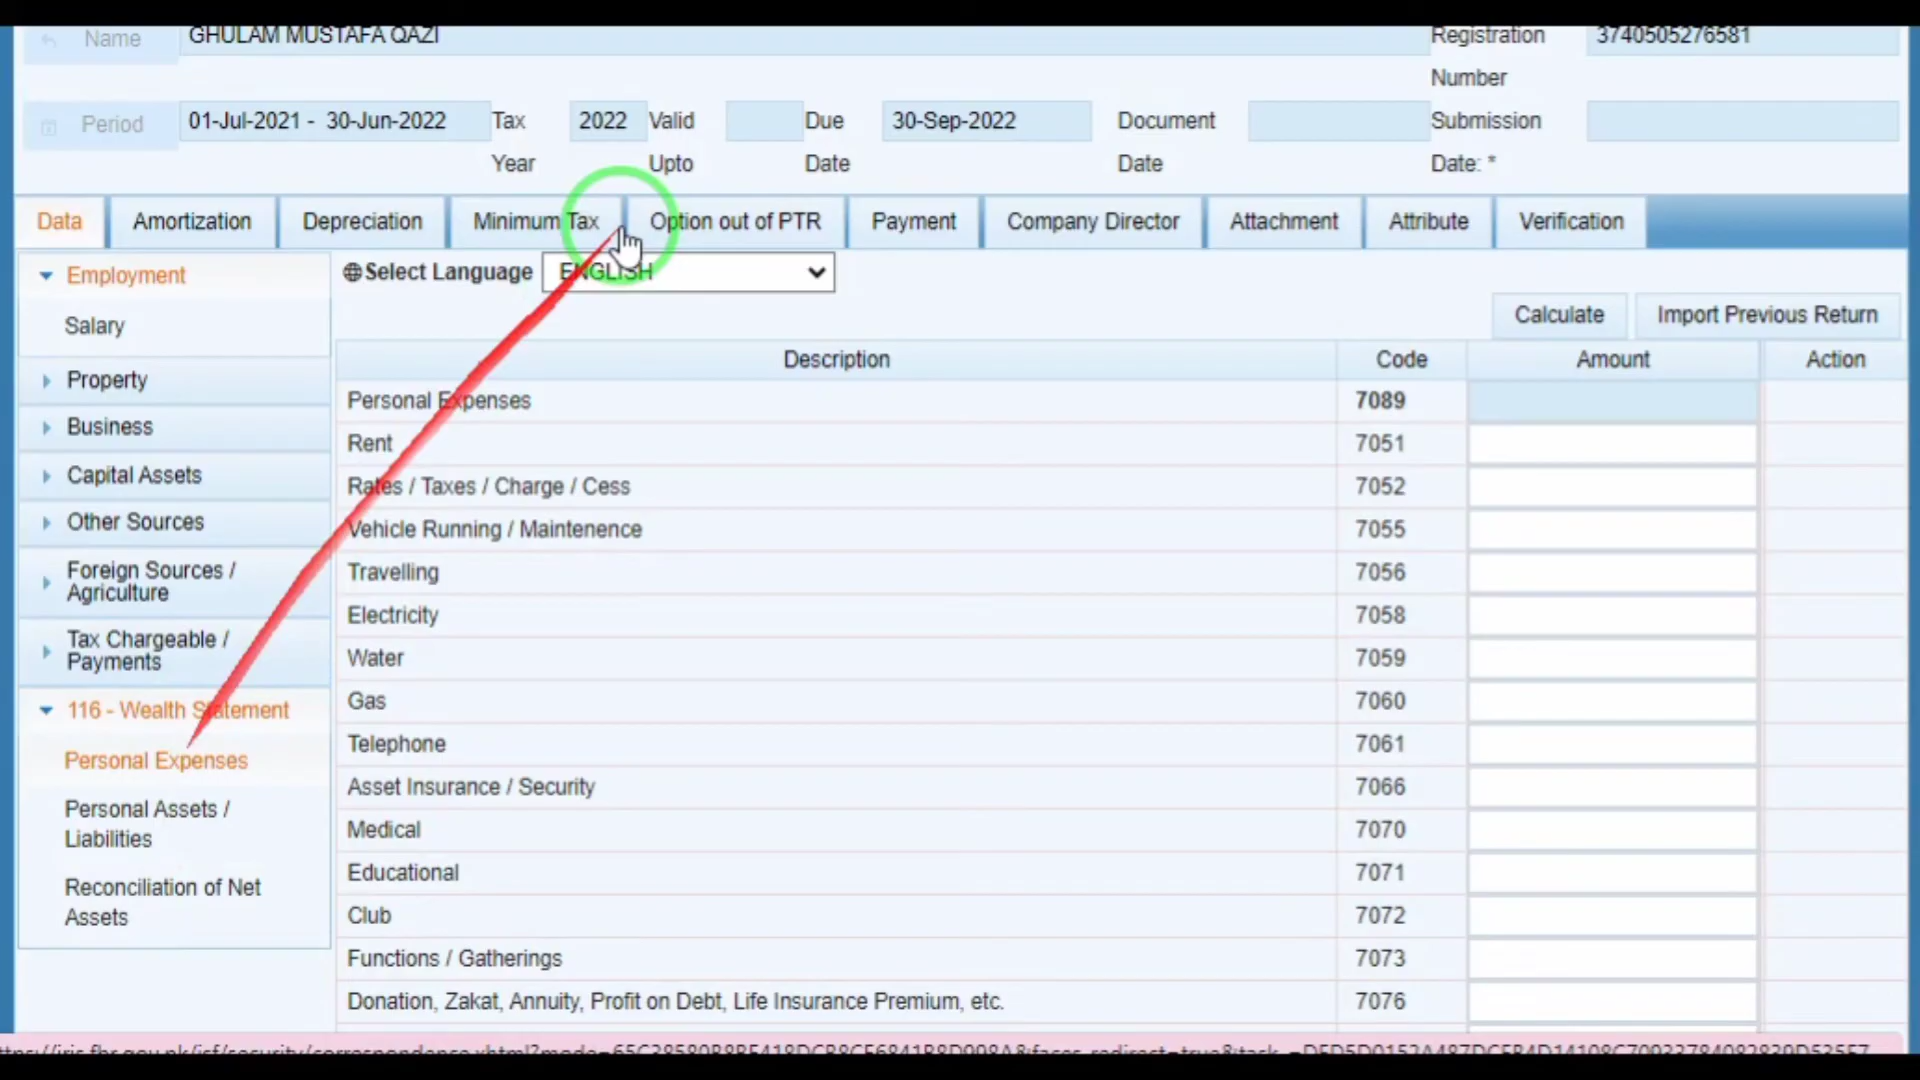 Name GHULAM MUSTAFA QAZI Registration Number 3740505276581
Period 01-Jul-2021 - 30-Jun-2022 Tax Year 2022 Valid Upto Due Date 30-Sep-2022 Document Date Submission Date: *
Data Amortization Depreciation Minimum Tax Option out of PTR Payment Company Director Attachment Attribute Verification
Employment
Salary
Property
Business
Capital Assets
Other Sources
Foreign Sources /
Agriculture
Tax Chargeable /
Payments
116 - Wealth Statement
Personal Expenses
Personal Assets /
Liabilities
Reconciliation of Net
Assets
Select Language ENGLISH
Calculate Import Previous Return
Description Code Amount Action
Personal Expenses 7089
Rent 7051
Rates / Taxes / Charge / Cess 7052
Vehicle Running / Maintenence 7055
Travelling 7056
Electricity 7058
Water 7059
Gas 7060
Telephone 7061
Asset Insurance / Security 7066
Medical 7070
Educational 7071
Club 7072
Functions / Gatherings 7073
Donation, Zakat, Annuity, Profit on Debt, Life Insurance Premium, etc. 7076